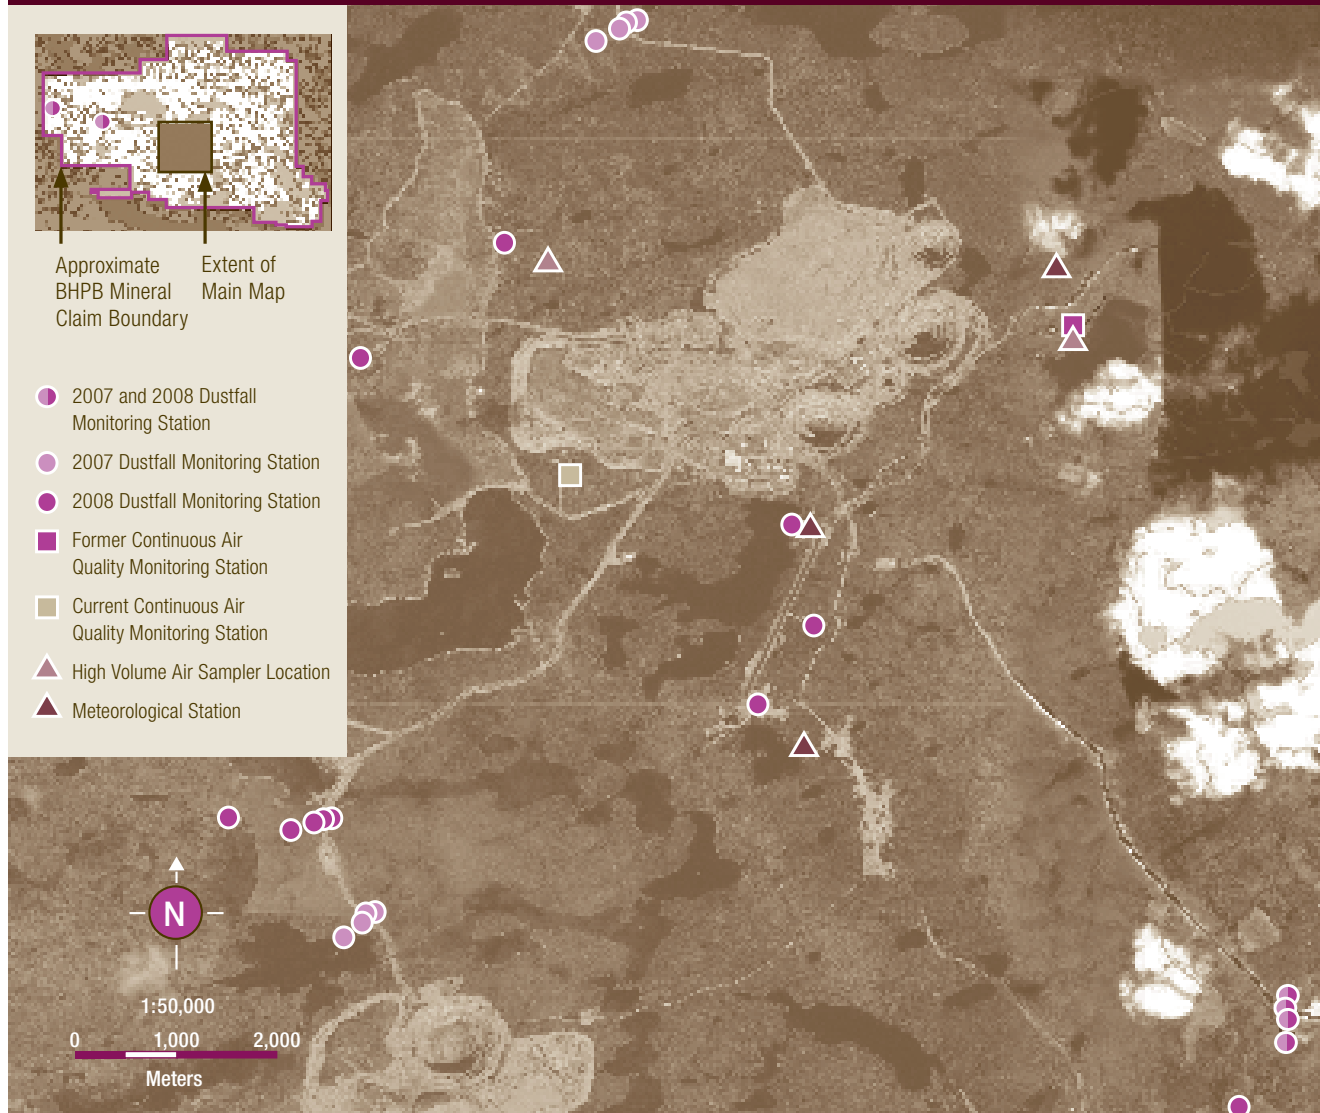 Approximate
BHPB Mineral
Claim Boundary
Extent of
Main Map
2007 and 2008 Dustfall
Monitoring Station
2007 Dustfall Monitoring Station
2008 Dustfall Monitoring Station
Former Continuous Air
Quality Monitoring Station
Current Continuous Air
Quality Monitoring Station
High Volume Air Sampler Location
Meteorological Station
N
1:50,000
0 1,000 2,000
Meters